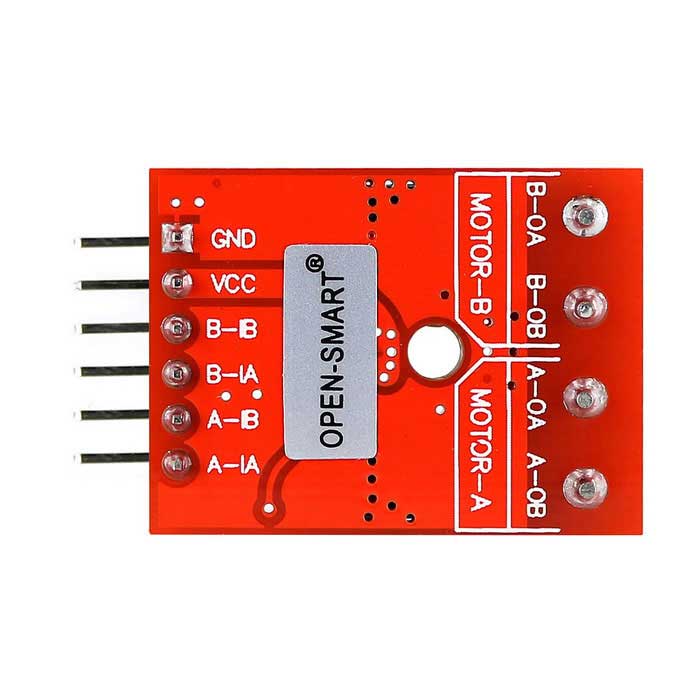 GND
VCC
B-IB
B-IA
A-IB
A-IA
OPEN-SMART®
MOTOR-B
MOTOR-A
B-OA
B-OB
A-OA
A-OB